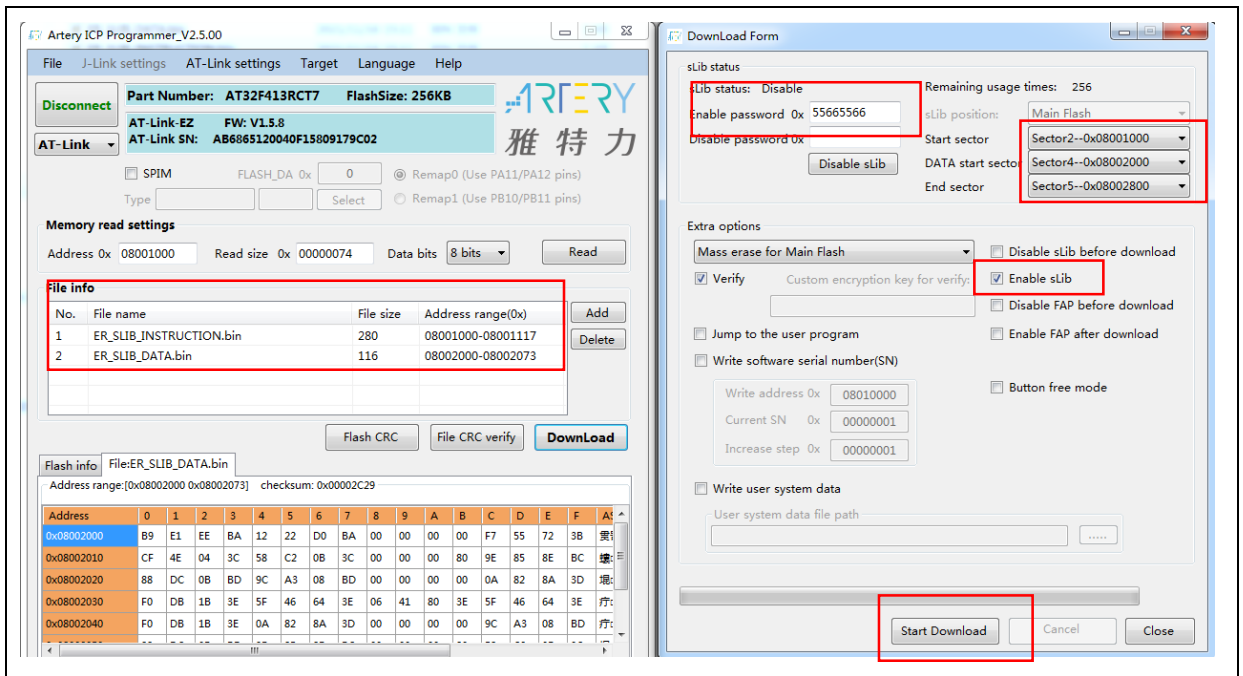 Artery ICP Programmer_V2.5.00
File J-Link settings AT-Link settings Target Language Help
Disconnect
Part Number: AT32F413RCT7 FlashSize: 256KB
AT-Link-EZ FW: V1.5.8
AT-Link SN: AB6865120040F15809179C02
AT-Link
ARTERY
雅特力
SPIM FLASH_DA 0x 0 Remap0 (Use PA11/PA12 pins)
Type Select Remap1 (Use PB10/PB11 pins)
Memory read settings
Address 0x 08001000 Read size 0x 00000074 Data bits 8 bits Read
File info
No. File name File size Address range(0x) Add
1 ER_SLIB_INSTRUCTION.bin 280 08001000-08001117 Delete
2 ER_SLIB_DATA.bin 116 08002000-08002073
Flash CRC File CRC verify DownLoad
Flash info File:ER_SLIB_DATA.bin
Address range:[0x08002000 0x08002073] checksum: 0x00002C29
Address 0 1 2 3 4 5 6 7 8 9 A B C D E F
0x08002000 B9 E1 EE BA 12 22 D0 BA 00 00 00 00 F7 55 72 3B
0x08002010 CF 4E 04 3C 58 C2 0B 3C 00 00 00 80 9E 85 8E BC
0x08002020 88 DC 0B BD 9C A3 08 BD 00 00 00 00 0A 82 8A 3D
0x08002030 F0 DB 1B 3E 5F 46 64 3E 06 41 80 3E 5F 46 64 3E
0x08002040 F0 DB 1B 3E 0A 82 8A 3D 00 00 00 00 9C A3 08 BD
DownLoad Form
sLib status
sLib status: Disable Remaining usage times: 256
Enable password 0x 55665566 sLib position: Main Flash
Disable password 0x Start sector Sector2--0x08001000
Disable sLib DATA start sector Sector4--0x08002000
End sector Sector5--0x08002800
Extra options
Mass erase for Main Flash Disable sLib before download
Verify Custom encryption key for verify: Enable sLib
Disable FAP before download
Jump to the user program Enable FAP after download
Write software serial number(SN)
Write address 0x 08010000 Button free mode
Current SN 0x 00000001
Increase step 0x 00000001
Write user system data
User system data file path
.....
Start Download Cancel Close